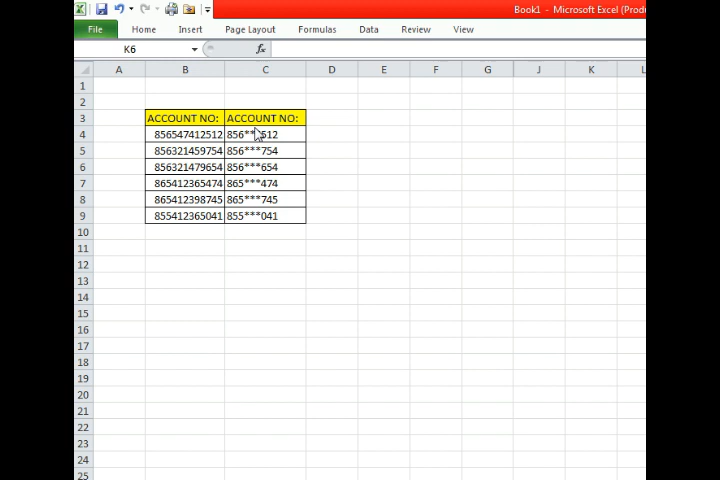 Book1 - Microsoft Excel (Produ
File Home Insert Page Layout Formulas Data Review View
K6 fx
A B C D E F G H I J K L
1
2
3 ACCOUNT NO: ACCOUNT NO:
4 856547412512 856***512
5 856321459754 856***754
6 856321479654 856***654
7 865412365474 865***474
8 865412398745 865***745
9 855412365041 855***041
10
11
12
13
14
15
16
17
18
19
20
21
22
23
24
25